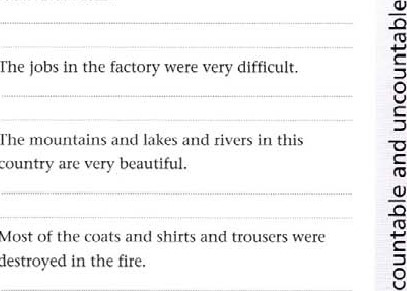 The jobs in the factory were very difficult.
The mountains and lakes and rivers in this
country are very beautiful.
Most of the coats and shirts and trousers were
destroyed in the fire.
countable and uncountable